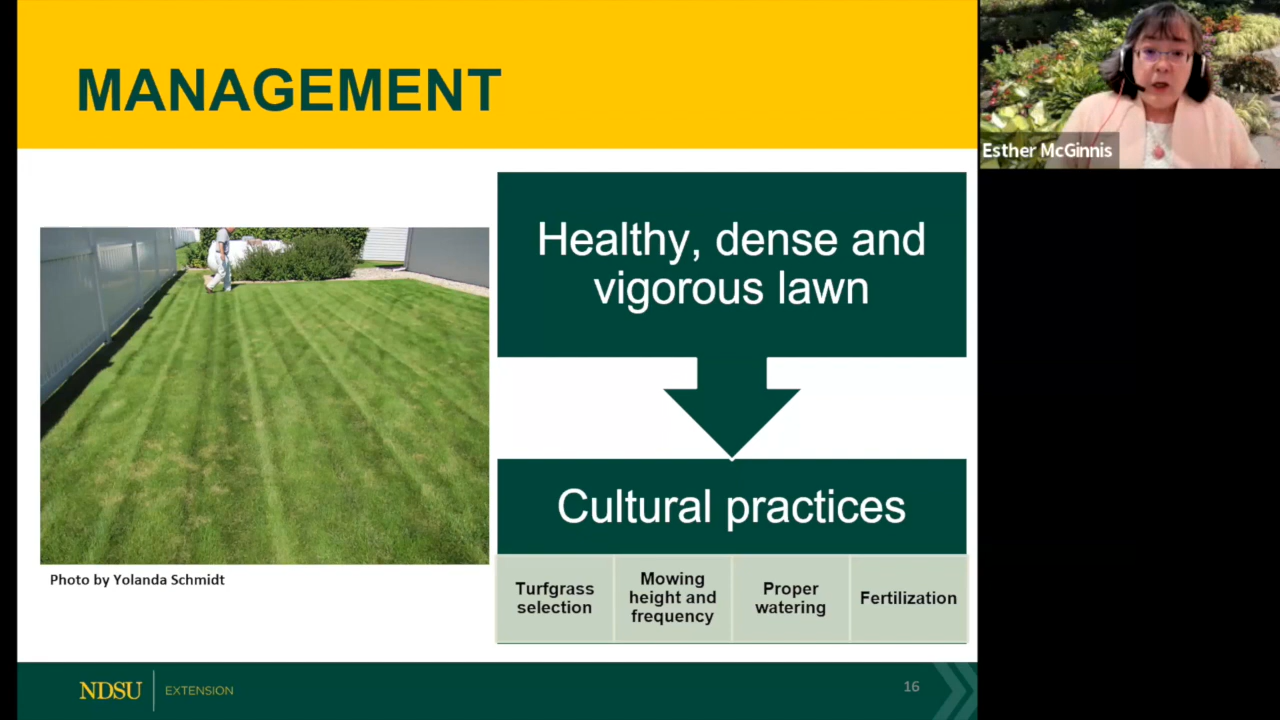 MANAGEMENT
Esther McGinnis
Healthy, dense and
vigorous lawn
Cultural practices
Turfgrass
selection
Mowing
height and
frequency
Proper
watering
Fertilization
Photo by Yolanda Schmidt
NDSU
EXTENSION
16